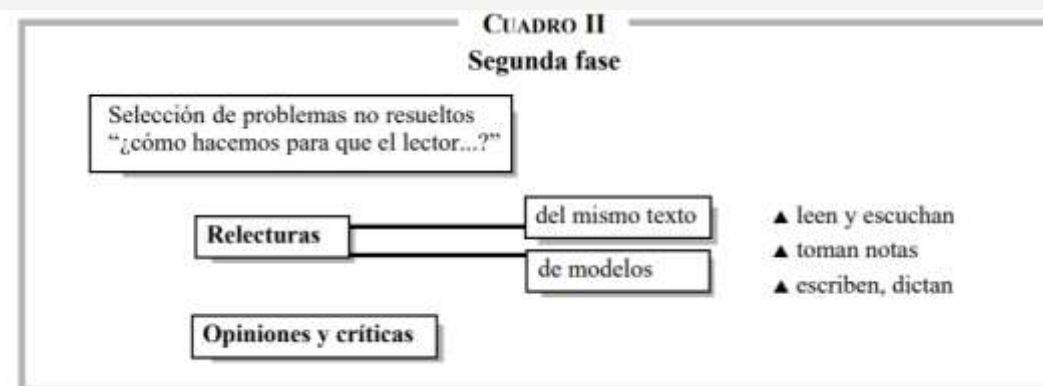 CUADRO II
Segunda fase
Selección de problemas no resueltos
“¿cómo hacemos para que el lector...?”
Relecturas
del mismo texto
de modelos
▲ leen y escuchan
▲ toman notas
▲ escriben, dictan
Opiniones y críticas